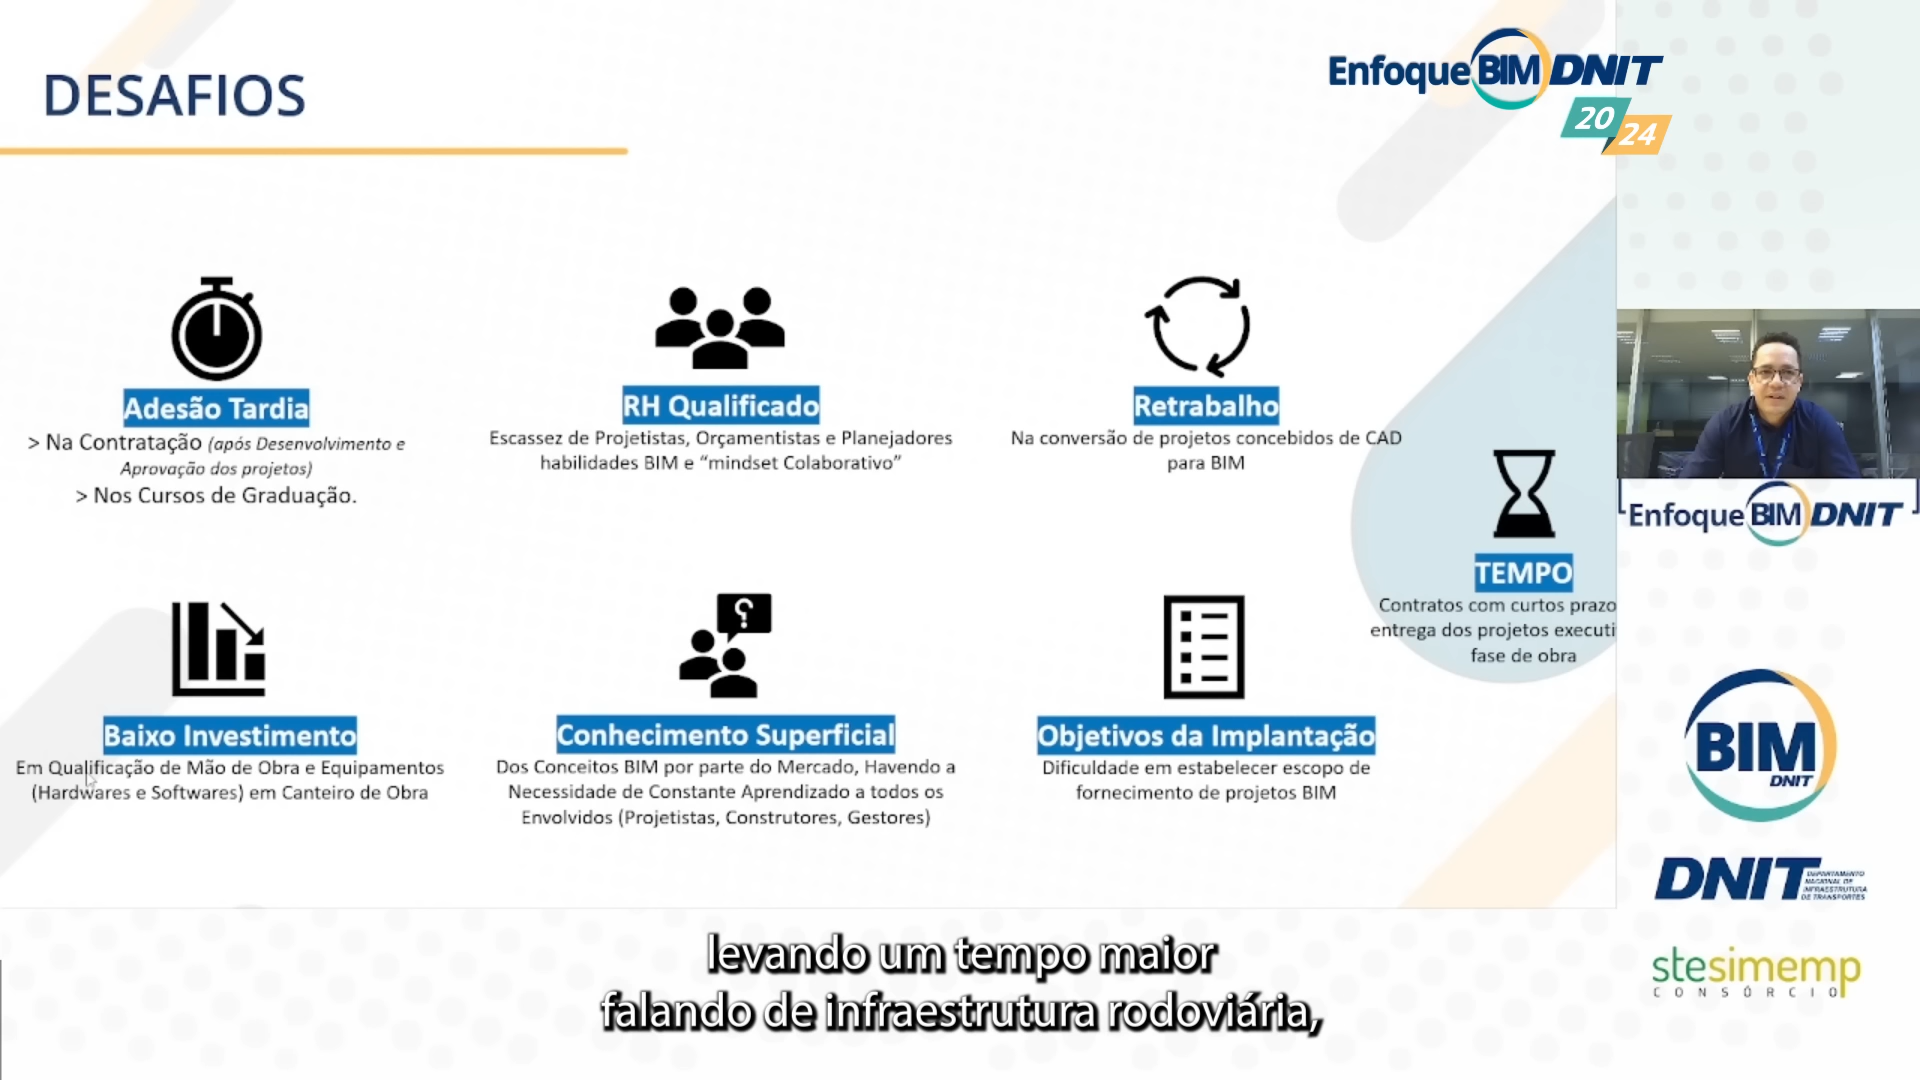 DESAFIOS
Enfoque BIM DNIT
20
24
Adesão Tardia
> Na Contratação (após Desenvolvimento e
Aprovação dos projetos)
> Nos Cursos de Graduação.
RH Qualificado
Escassez de Projetistas, Orçamentistas e Planejadores
habilidades BIM e “mindset Colaborativo”
Retrabalho
Na conversão de projetos concebidos de CAD
para BIM
TEMPO
Contratos com curtos prazo
entrega dos projetos executi
fase de obra
Baixo Investimento
Em Qualificação de Mão de Obra e Equipamentos
(Hardwares e Softwares) em Canteiro de Obra
Conhecimento Superficial
Dos Conceitos BIM por parte do Mercado, Havendo a
Necessidade de Constante Aprendizado a todos os
Envolvidos (Projetistas, Construtores, Gestores)
?
Objetivos da Implantação
Dificuldade em estabelecer escopo de
fornecimento de projetos BIM
Enfoque BIM DNIT
BIM
DNIT
DNIT
DEPARTAMENTO
NACIONAL DE
INFRAESTRUTURA
DE TRANSPORTES
stesimemp
CONSÓRCIO
levando um tempo maior
falando de infraestrutura rodoviária,